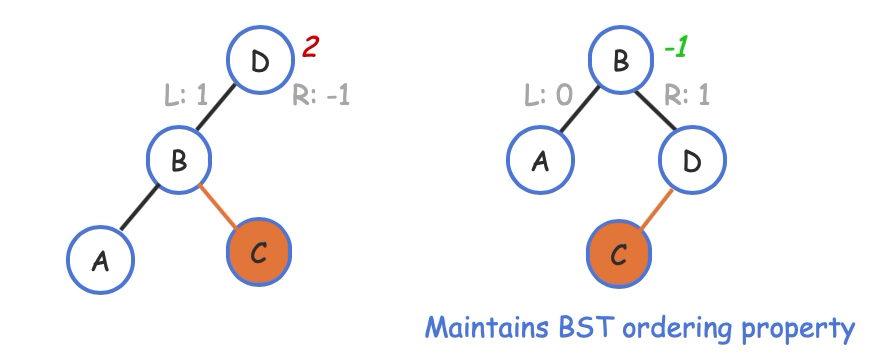 D 2
L: 1 R: -1
B
A
C
B -1
L: 0 R: 1
A
D
C
Maintains BST ordering property